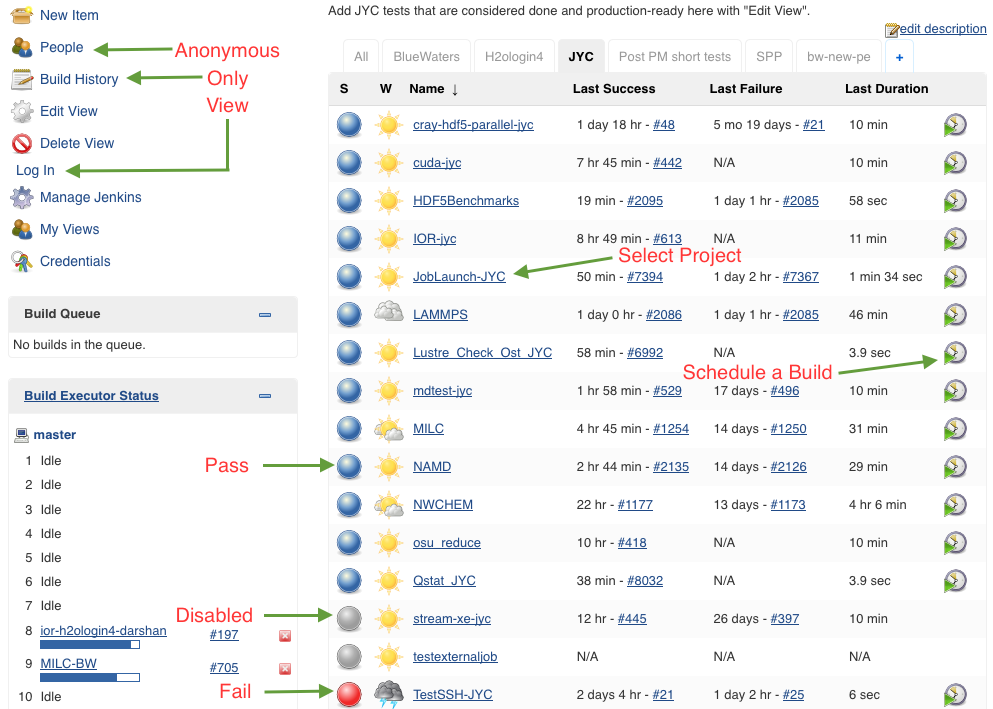 Add JYC tests that are considered done and production-ready here with "Edit View".
edit description
New Item
People
Build History
Edit View
Delete View
Log In
Manage Jenkins
My Views
Credentials
Anonymous
Only
View
Build Queue
No builds in the queue.
Build Executor Status
master
1 Idle
2 Idle
3 Idle
4 Idle
5 Idle
6 Idle
7 Idle
8 ior-h2ologin4-darshan #197
9 MILC-BW #705
10 Idle
All BlueWaters H2ologin4 JYC Post PM short tests SPP bw-new-pe +
S W Name ↓ Last Success Last Failure Last Duration
cray-hdf5-parallel-jyc 1 day 18 hr - #48 5 mo 19 days - #21 10 min
cuda-jyc 7 hr 45 min - #442 N/A 10 min
HDF5Benchmarks 19 min - #2095 1 day 1 hr - #2085 58 sec
IOR-jyc 8 hr 49 min - #613 N/A 11 min
Select Project
JobLaunch-JYC 50 min - #7394 1 day 2 hr - #7367 1 min 34 sec
LAMMPS 1 day 0 hr - #2086 1 day 1 hr - #2085 46 min
Lustre_Check_Ost_JYC 58 min - #6992 N/A 3.9 sec
Schedule a Build
mdtest-jyc 1 hr 58 min - #529 17 days - #496 10 min
MILC 4 hr 45 min - #1254 14 days - #1250 31 min
Pass
NAMD 2 hr 44 min - #2135 14 days - #2126 29 min
NWCHEM 22 hr - #1177 13 days - #1173 4 hr 6 min
osu_reduce 10 hr - #418 N/A 10 min
Qstat_JYC 38 min - #8032 N/A 3.9 sec
Disabled
stream-xe-jyc 12 hr - #445 26 days - #397 10 min
testexternaljob N/A N/A N/A
Fail
TestSSH-JYC 2 days 4 hr - #21 1 day 2 hr - #25 6 sec